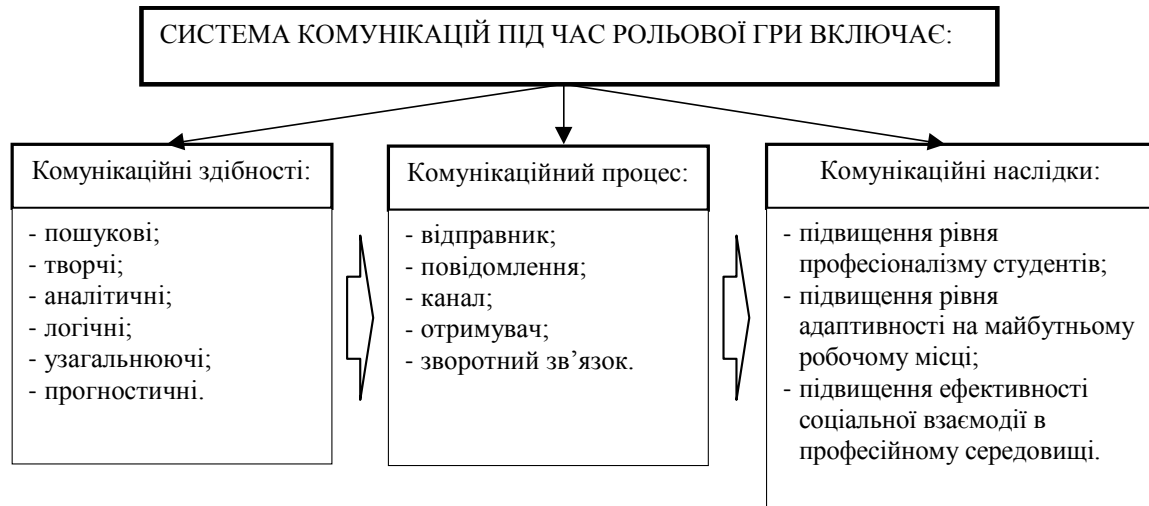 СИСТЕМА КОМУНІКАЦІЙ ПІД ЧАС РОЛЬОВОЇ ГРИ ВКЛЮЧАЄ:
Комунікаційні здібності:
- пошукові;
- творчі;
- аналітичні;
- логічні;
- узагальнюючі;
- прогностичні.
Комунікаційний процес:
- відправник;
- повідомлення;
- канал;
- отримувач;
- зворотний зв’язок.
Комунікаційні наслідки:
- підвищення рівня
професіоналізму студентів;
- підвищення рівня
адаптивності на майбутньому
робочому місці;
- підвищення ефективності
соціальної взаємодії в
професійному середовищі.